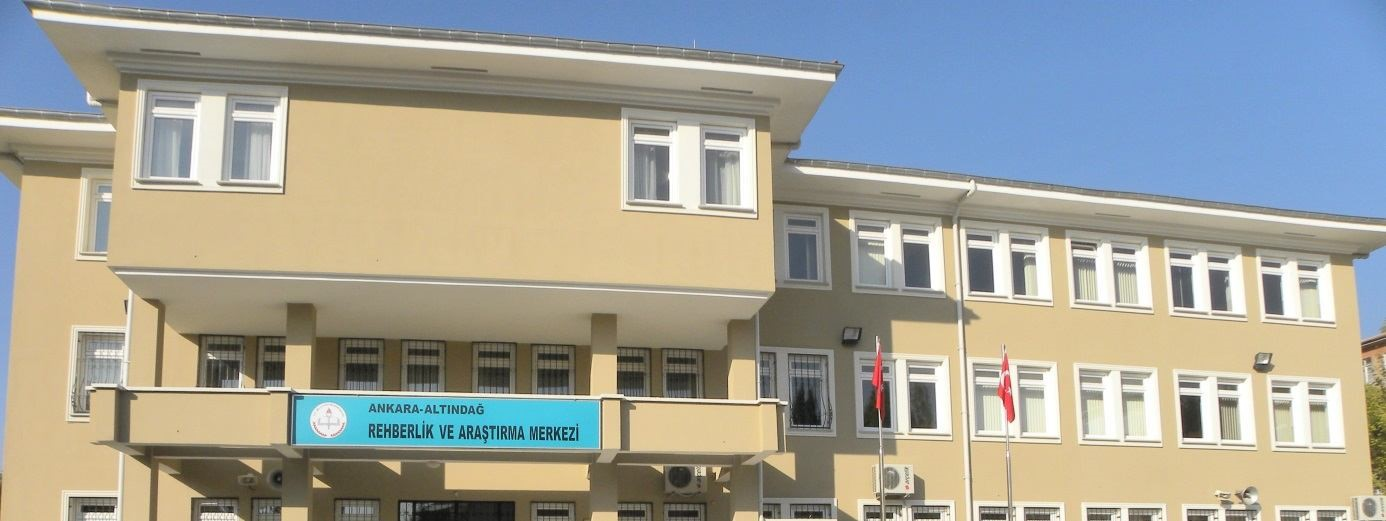 ANKARA-ALTINDAĞ
REHBERLİK VE ARAŞTIRMA MERKEZİ